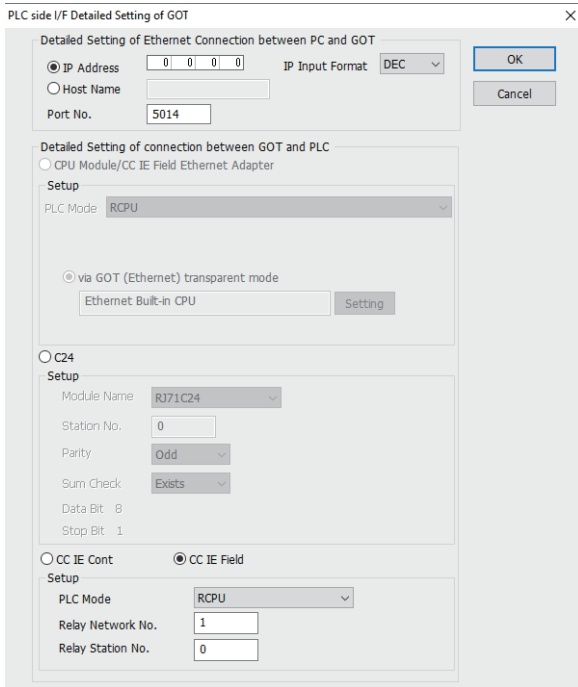 PLC side I/F Detailed Setting of GOT
Detailed Setting of Ethernet Connection between PC and GOT
IP Address 0 0 0 0 IP Input Format DEC
OK
Host Name
Cancel
Port No. 5014
Detailed Setting of connection between GOT and PLC
CPU Module/CC IE Field Ethernet Adapter
Setup
PLC Mode RCPU
via GOT (Ethernet) transparent mode
Ethernet Built-in CPU Setting
C24
Setup
Module Name RJ71C24
Station No. 0
Parity Odd
Sum Check Exists
Data Bit 8
Stop Bit 1
CC IE Cont CC IE Field
Setup
PLC Mode RCPU
Relay Network No. 1
Relay Station No. 0